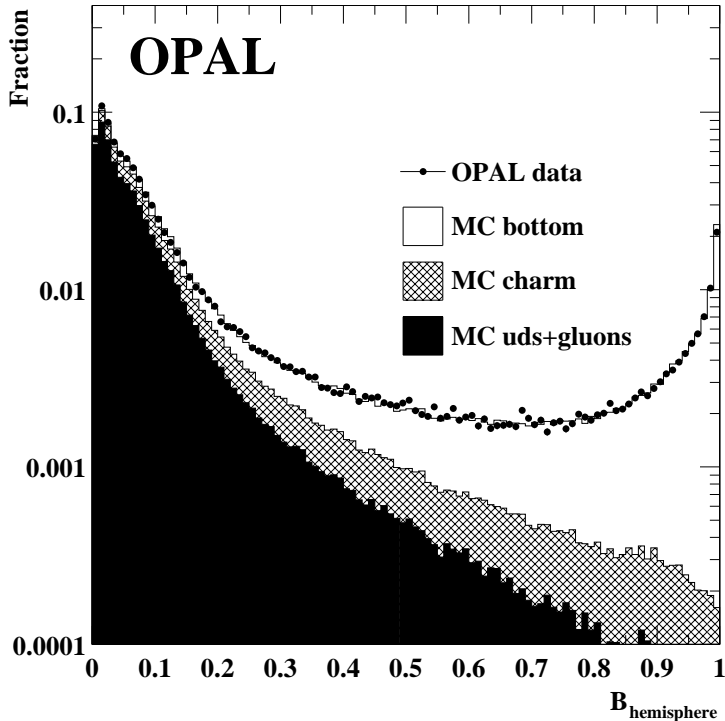 Fraction
OPAL
0.1
0.01
0.001
0.0001
OPAL data
MC bottom
MC charm
MC uds+gluons
0 0.1 0.2 0.3 0.4 0.5 0.6 0.7 0.8 0.9 1
B hemisphere